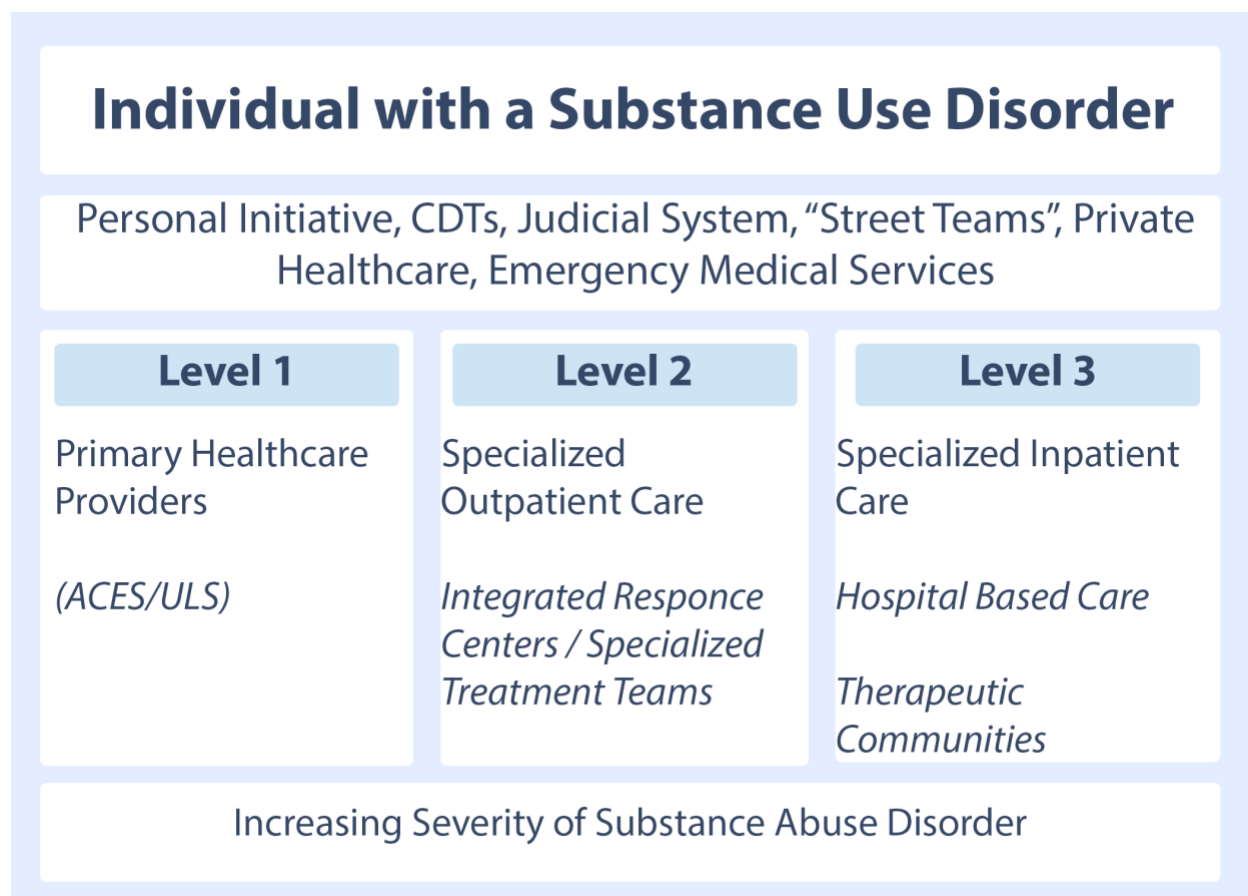 Individual with a Substance Use Disorder
Personal Initiative, CDTs, Judicial System, “Street Teams”, Private
Healthcare, Emergency Medical Services
Level 1
Primary Healthcare
Providers
(ACES/ULS)
Level 2
Specialized
Outpatient Care
Integrated Responce
Centers / Specialized
Treatment Teams
Level 3
Specialized Inpatient
Care
Hospital Based Care
Therapeutic
Communities
Increasing Severity of Substance Abuse Disorder